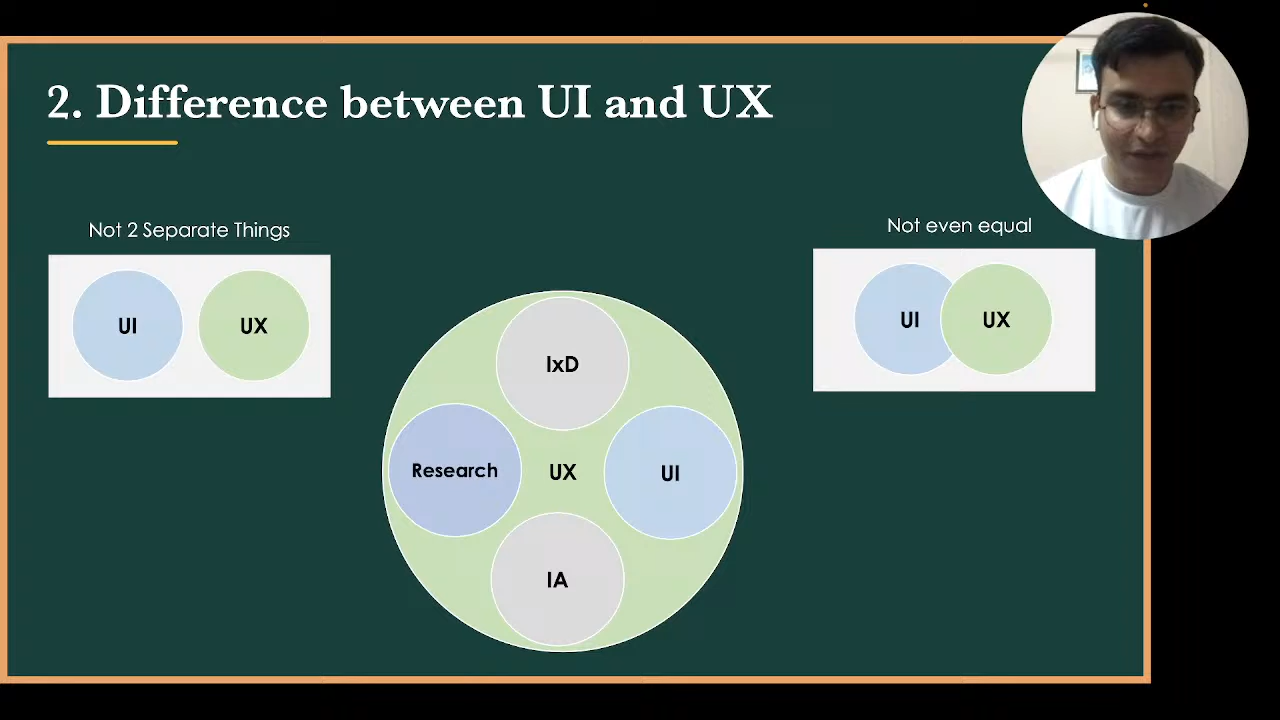 2. Difference between UI and UX
Not 2 Separate Things
UI
UX
Not even equal
UI
UX
IxD
Research
UX
UI
IA